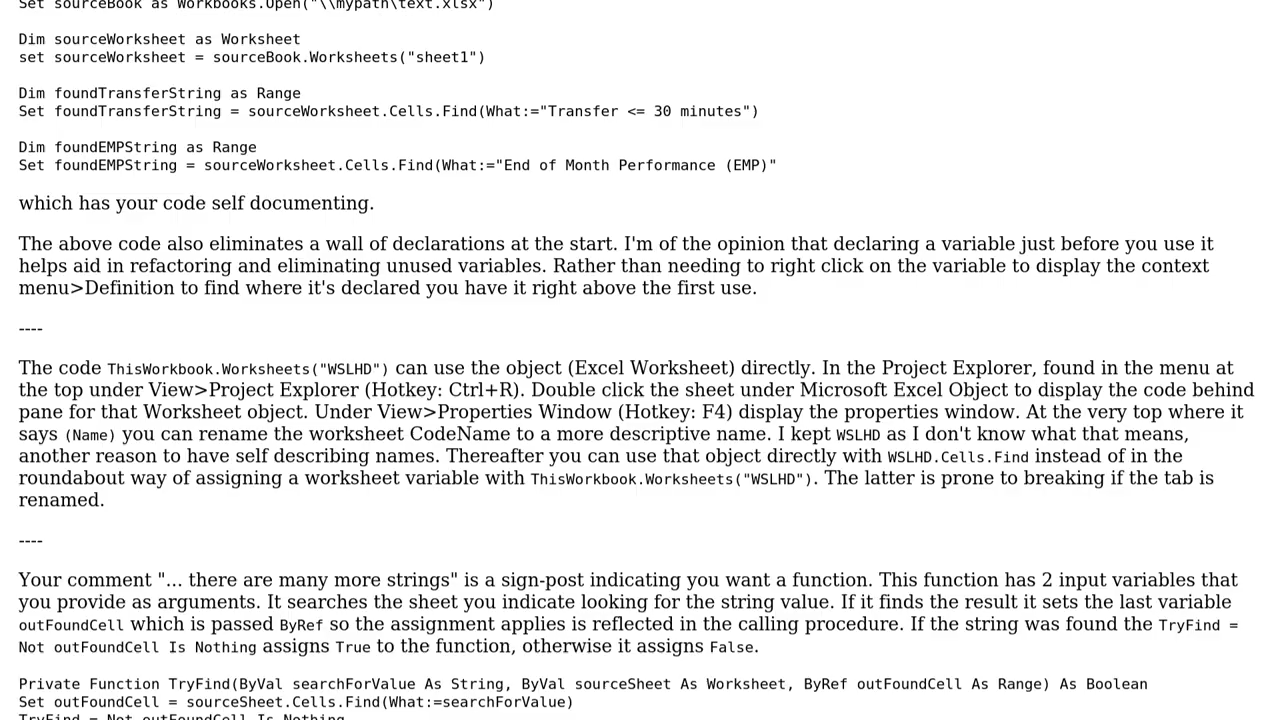 Set sourceBook as Workbooks.Open("\\mypath\text.xlsx")
Dim sourceWorksheet as Worksheet
set sourceWorksheet = sourceBook.Worksheets("sheet1")
Dim foundTransferString as Range
Set foundTransferString = sourceWorksheet.Cells.Find(What:="Transfer <= 30 minutes")
Dim foundEMPString as Range
Set foundEMPString = sourceWorksheet.Cells.Find(What:="End of Month Performance (EMP)"
which has your code self documenting.
The above code also eliminates a wall of declarations at the start. I'm of the opinion that declaring a variable just before you use it
helps aid in refactoring and eliminating unused variables. Rather than needing to right click on the variable to display the context
menu>Definition to find where it's declared you have it right above the first use.
----
The code ThisWorkbook.Worksheets("WSLHD") can use the object (Excel Worksheet) directly. In the Project Explorer, found in the menu at
the top under View>Project Explorer (Hotkey: Ctrl+R). Double click the sheet under Microsoft Excel Object to display the code behind
pane for that Worksheet object. Under View>Properties Window (Hotkey: F4) display the properties window. At the very top where it
says (Name) you can rename the worksheet CodeName to a more descriptive name. I kept WSLHD as I don't know what that means,
another reason to have self describing names. Thereafter you can use that object directly with WSLHD.Cells.Find instead of in the
roundabout way of assigning a worksheet variable with ThisWorkbook.Worksheets("WSLHD"). The latter is prone to breaking if the tab is
renamed.
----
Your comment "... there are many more strings" is a sign-post indicating you want a function. This function has 2 input variables that
you provide as arguments. It searches the sheet you indicate looking for the string value. If it finds the result it sets the last variable
outFoundCell which is passed ByRef so the assignment applies is reflected in the calling procedure. If the string was found the TryFind =
Not outFoundCell Is Nothing assigns True to the function, otherwise it assigns False.
Private Function TryFind(ByVal searchForValue As String, ByVal sourceSheet As Worksheet, ByRef outFoundCell As Range) As Boolean
Set outFoundCell = sourceSheet.Cells.Find(What:=searchForValue)
TryFind = Not outFoundCell Is Nothing